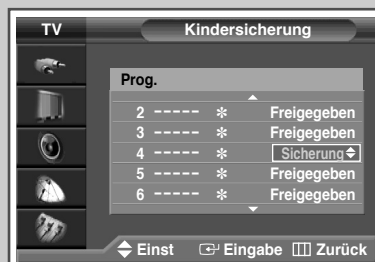 TV Kindersicherung
Prog.
2 ----- ✻ Freigegeben
3 ----- ✻ Freigegeben
4 ----- ✻ Sicherung
5 ----- ✻ Freigegeben
6 ----- ✻ Freigegeben
Einst Eingabe Zurück